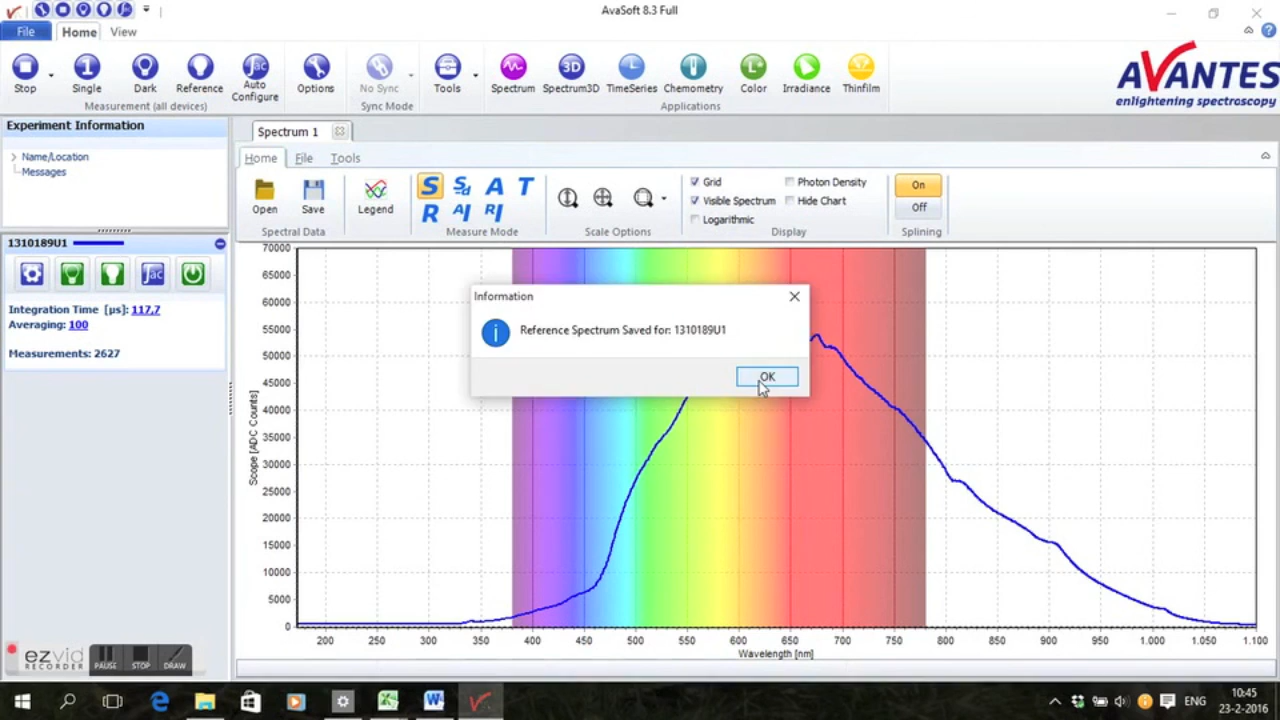 AvaSoft 8.3 Full
File Home View
Stop Single Dark Reference Auto Configure Options No Sync Tools Spectrum Spectrum3D TimeSeries Chemometry Color Irradiance Thinfilm
Measurement (all devices) Sync Mode Applications
AVANTES
enlightening spectroscopy
Experiment Information
Name/Location
Messages
1310189U1
Integration Time [µs]: 117,7
Averaging: 100
Measurements: 2627
Spectrum 1
Home File Tools
Open Save Legend
S Sd A T
R AI RI
Grid Photon Density
Visible Spectrum Hide Chart
Logarithmic
On
Off
Spectral Data Measure Mode Scale Options Display Splining
70000
65000
60000
55000
50000
45000
40000
35000
30000
25000
20000
15000
10000
5000
0
Scope [ADC Counts]
Information
Reference Spectrum Saved for: 1310189U1
OK
200 250 300 350 400 450 500 550 600 650 700 750 800 850 900 950 1.000 1.050 1.100
Wavelength [nm]
ezvid
RECORDER
PAUSE STOP DRAW
ENG
10:45
23-2-2016